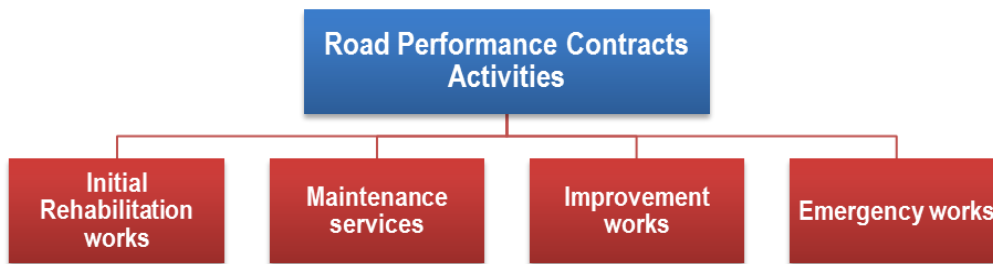 Road Performance Contracts
Activities
Initial
Rehabilitation
works
Maintenance
services
Improvement
works
Emergency works